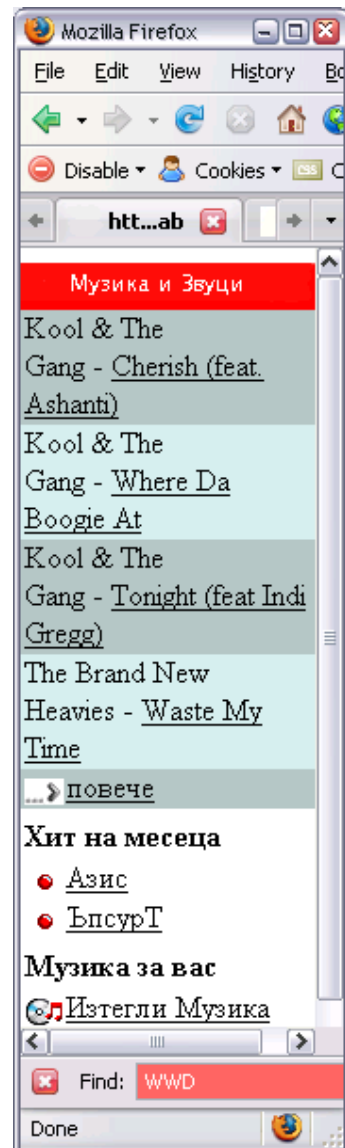 Mozilla Firefox
File Edit View History Bo
Disable Cookies CSS C
htt...ab
Музика и Звуци
Kool & The
Gang - Cherish (feat.
Ashanti)
Kool & The
Gang - Where Da
Boogie At
Kool & The
Gang - Tonight (feat Indi
Gregg)
The Brand New
Heavies - Waste My
Time
...повече
Хит на месеца
Азис
ЪпсурТ
Музика за вас
Изтегли Музика
Find: WWD
Done